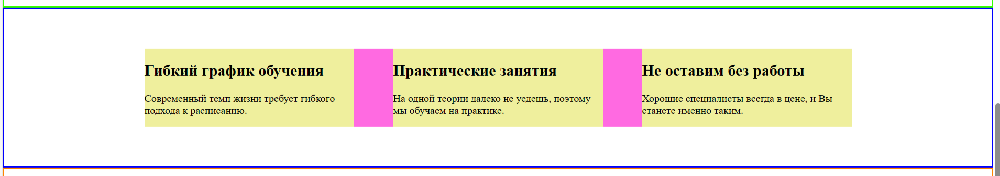 Гибкий график обучения
Современный темп жизни требует гибкого
подхода к расписанию.
Практические занятия
На одной теории далеко не уедешь, поэтому
мы обучаем на практике.
Не оставим без работы
Хорошие специалисты всегда в цене, и Вы
станете именно таким.